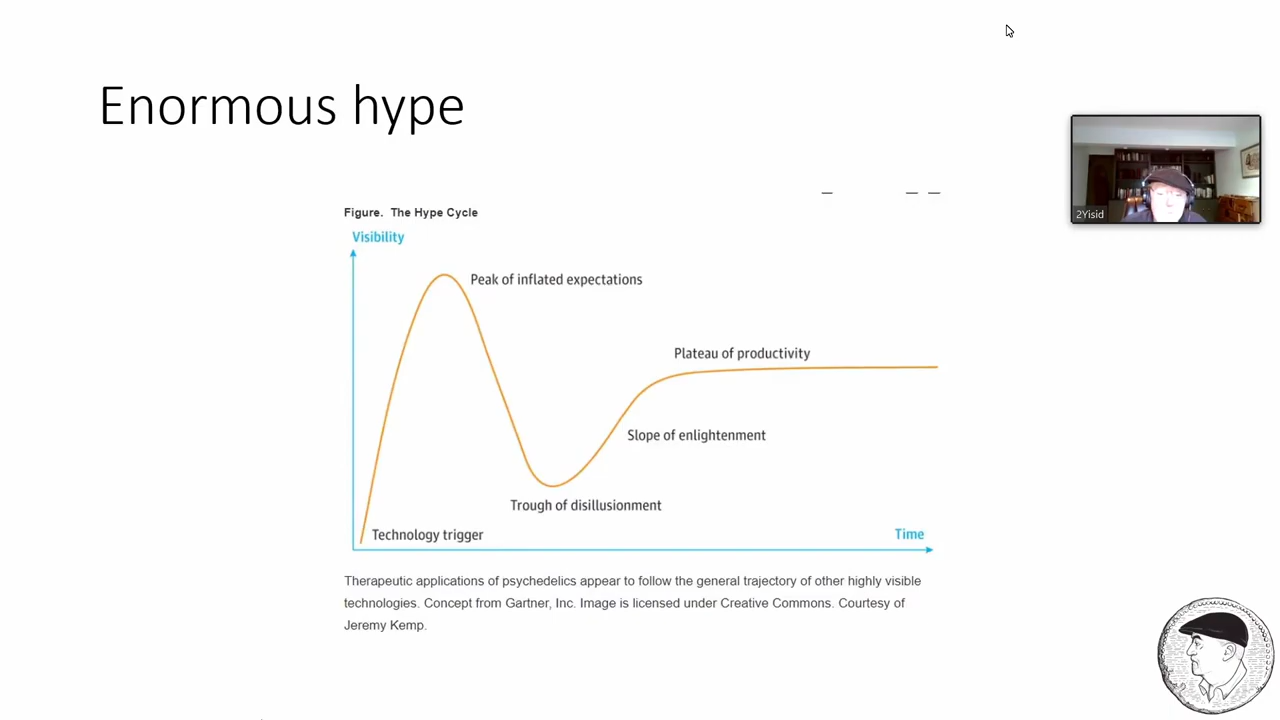 Enormous hype
2Yisid
Figure. The Hype Cycle
Visibility
Peak of inflated expectations
Plateau of productivity
Slope of enlightenment
Trough of disillusionment
Technology trigger
Time
Therapeutic applications of psychedelics appear to follow the general trajectory of other highly visible
technologies. Concept from Gartner, Inc. Image is licensed under Creative Commons. Courtesy of
Jeremy Kemp.